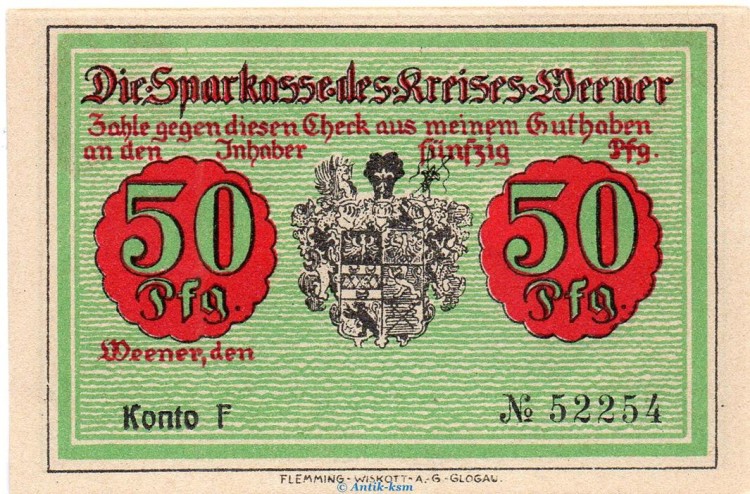 Die·Sparkasse·des·Kreises·Weener
Zahle gegen diesen Check aus meinem Guthaben
an den Inhaber fünfzig Pfg.
50 Pfg.
50 Pfg.
Weener, den
Konto F
№ 52254
FLEMMING-WISKOTT-A.-G-GLOGAU.
© Antik-ksm